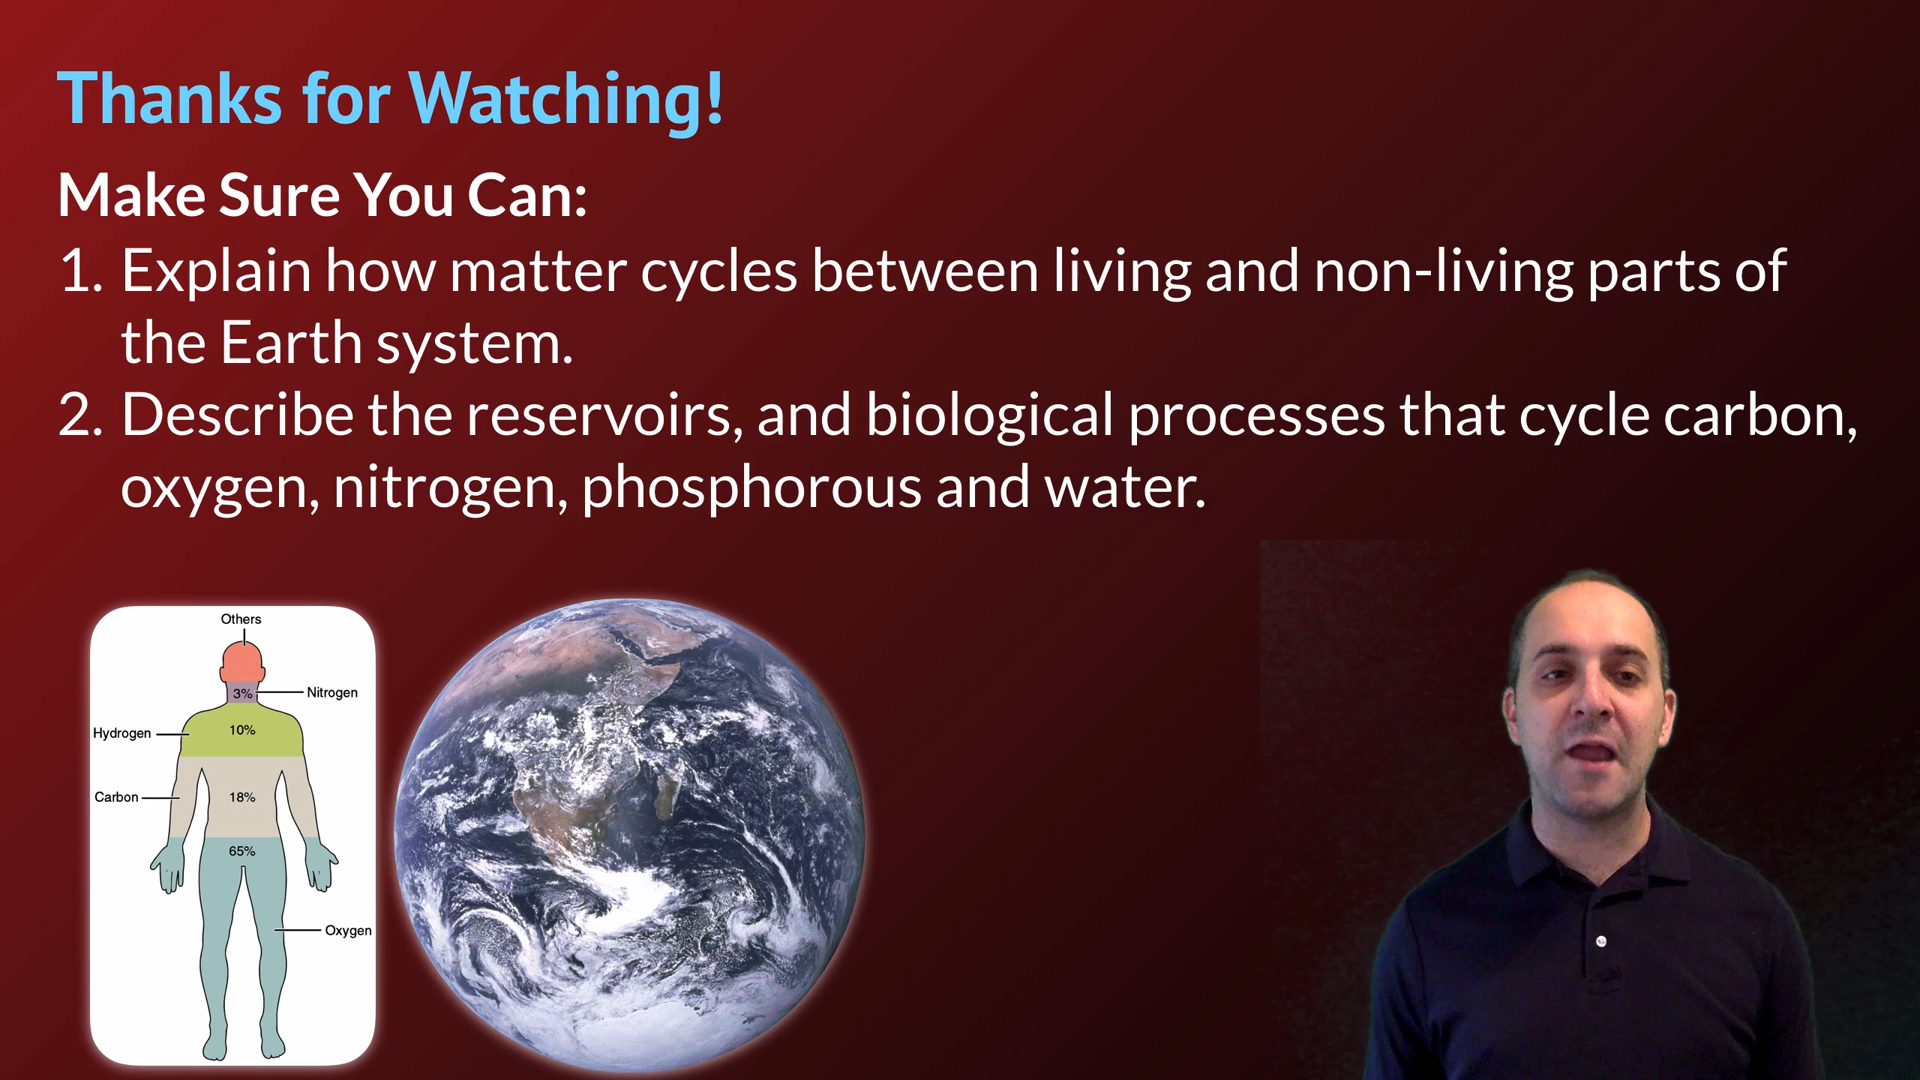 Thanks for Watching!
Make Sure You Can:
1. Explain how matter cycles between living and non-living parts of
the Earth system.
2. Describe the reservoirs, and biological processes that cycle carbon,
oxygen, nitrogen, phosphorous and water.
Others
3%
Nitrogen
Hydrogen
10%
Carbon
18%
65%
Oxygen